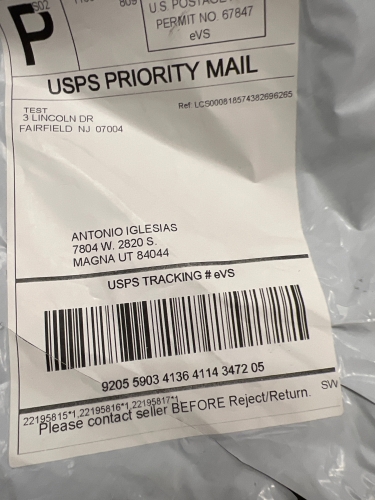 P
U.S. POSTAGE
PERMIT NO. 67847
eVS
USPS PRIORITY MAIL
TEST
3 LINCOLN DR
FAIRFIELD NJ 07004
Ref: LCS000818574382696265
ANTONIO IGLESIAS
7804 W. 2820 S.
MAGNA UT 84044
USPS TRACKING # eVS
9205 5903 4136 4114 3472 05
SW
22195815*1,22195816*1,22195817*1
Please contact seller BEFORE Reject/Return.